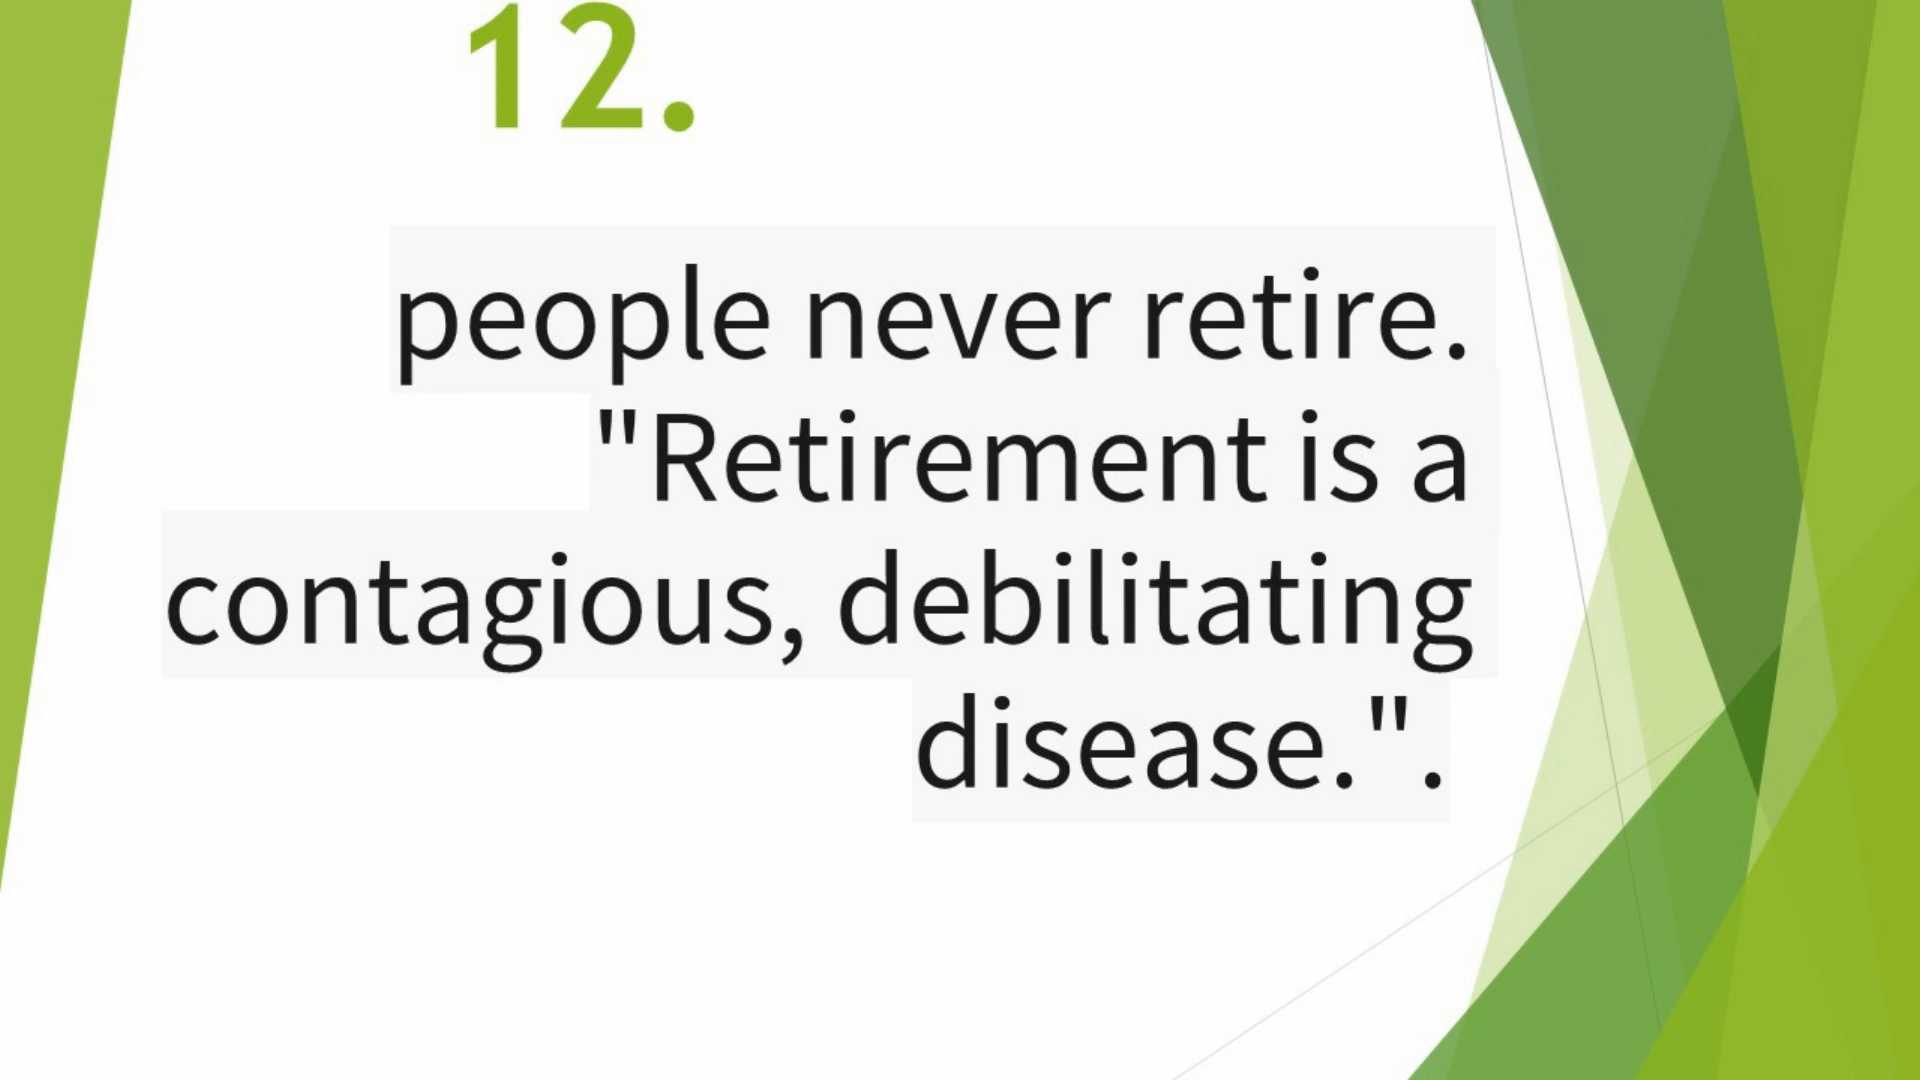 12.
people never retire.
"Retirement is a
contagious, debilitating
disease.".